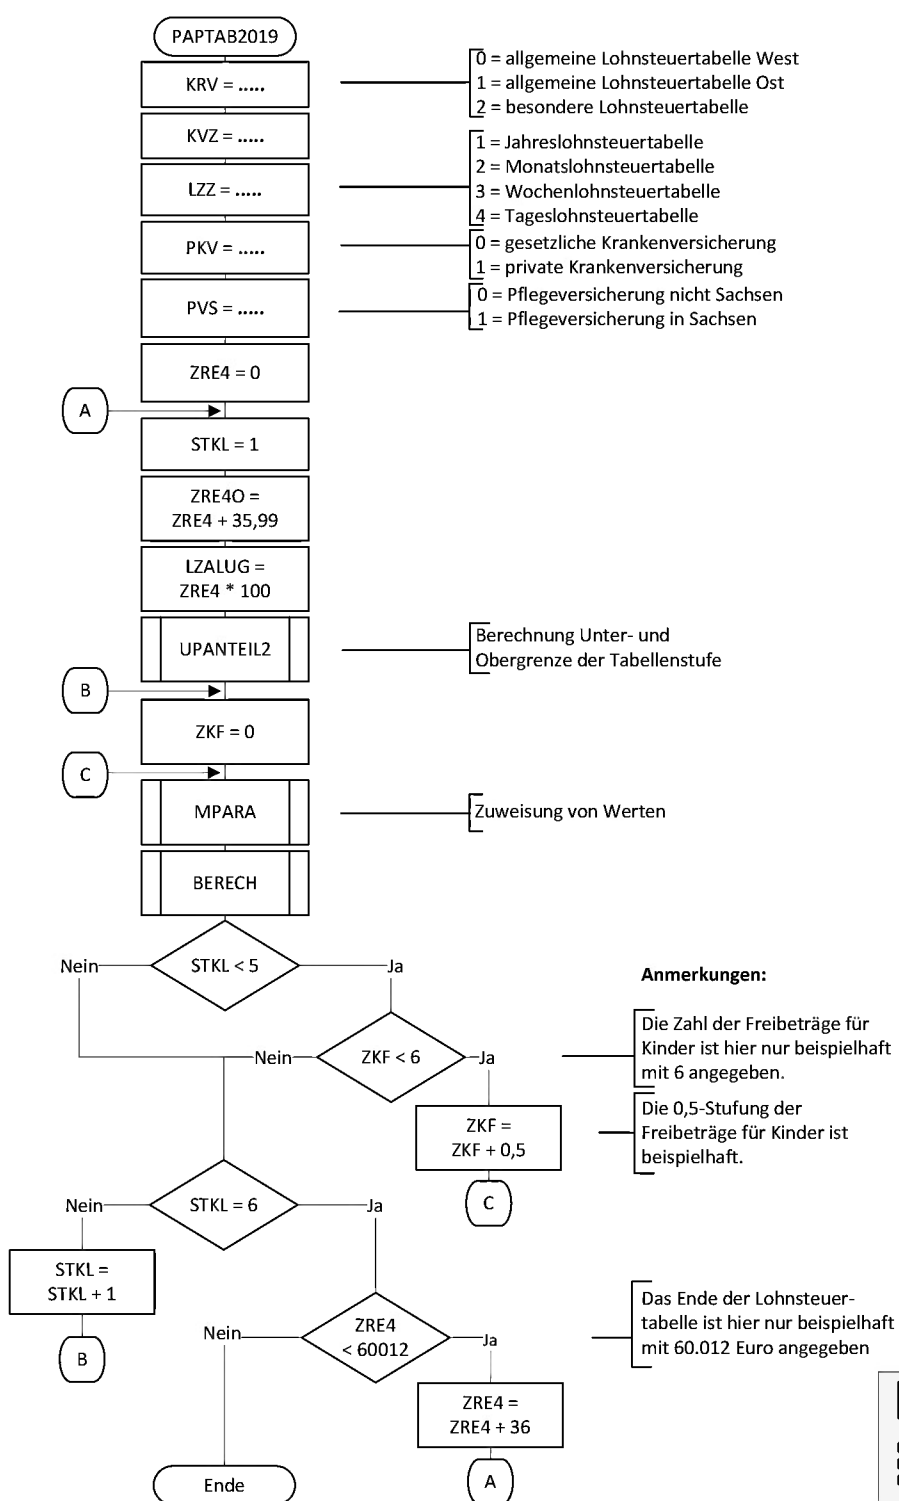 PAPTAB2019
KRV = .....
0 = allgemeine Lohnsteuertabelle West
1 = allgemeine Lohnsteuertabelle Ost
2 = besondere Lohnsteuertabelle
KVZ = .....
LZZ = .....
1 = Jahreslohnsteuertabelle
2 = Monatslohnsteuertabelle
3 = Wochenlohnsteuertabelle
4 = Tageslohnsteuertabelle
PKV = .....
0 = gesetzliche Krankenversicherung
1 = private Krankenversicherung
PVS = .....
0 = Pflegeversicherung nicht Sachsen
1 = Pflegeversicherung in Sachsen
ZRE4 = 0
A
STKL = 1
ZRE4O =
ZRE4 + 35,99
LZALUG =
ZRE4 * 100
UPANTEIL2
Berechnung Unter- und
Obergrenze der Tabellenstufe
B
ZKF = 0
C
MPARA
Zuweisung von Werten
BERECH
Nein
STKL < 5
Ja
Anmerkungen:
Nein
ZKF < 6
Ja
Die Zahl der Freibeträge für
Kinder ist hier nur beispielhaft
mit 6 angegeben.
ZKF =
ZKF + 0,5
Die 0,5-Stufung der
Freibeträge für Kinder ist
beispielhaft.
C
Nein
STKL = 6
Ja
STKL =
STKL + 1
B
Nein
ZRE4
< 60012
Ja
Das Ende der Lohnsteuer-
tabelle ist hier nur beispielhaft
mit 60.012 Euro angegeben
ZRE4 =
ZRE4 + 36
Ende
A